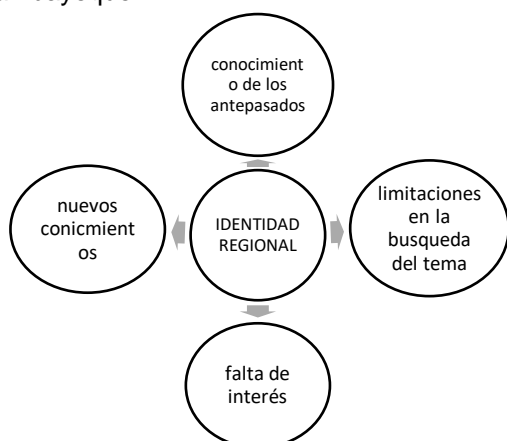 conocimient
o de los
antepasados
nuevos
conicmient
os
IDENTIDAD
REGIONAL
limitaciones
en la
busqueda
del tema
falta de
interés